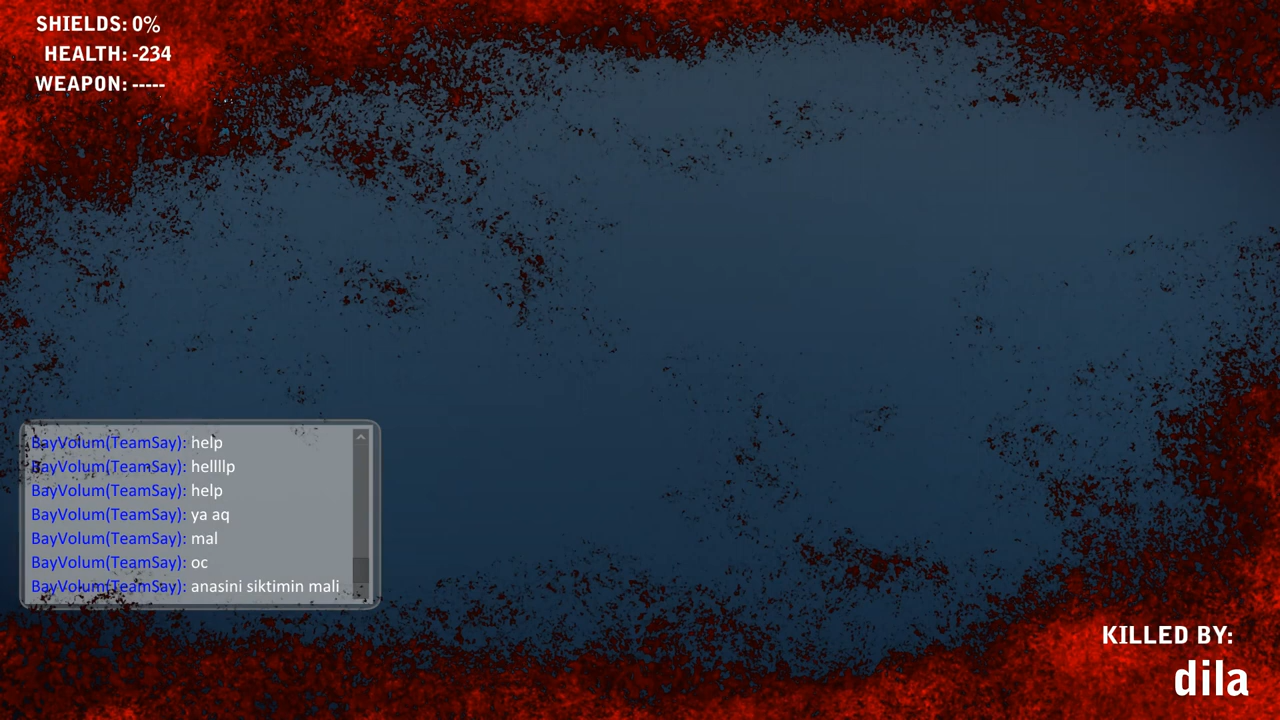 SHIELDS: 0%
HEALTH: -234
WEAPON: -----
BayVolum(TeamSay): help
BayVolum(TeamSay): hellllp
BayVolum(TeamSay): help
BayVolum(TeamSay): ya aq
BayVolum(TeamSay): mal
BayVolum(TeamSay): oc
BayVolum(TeamSay): anasini siktimin mali
KILLED BY:
dila